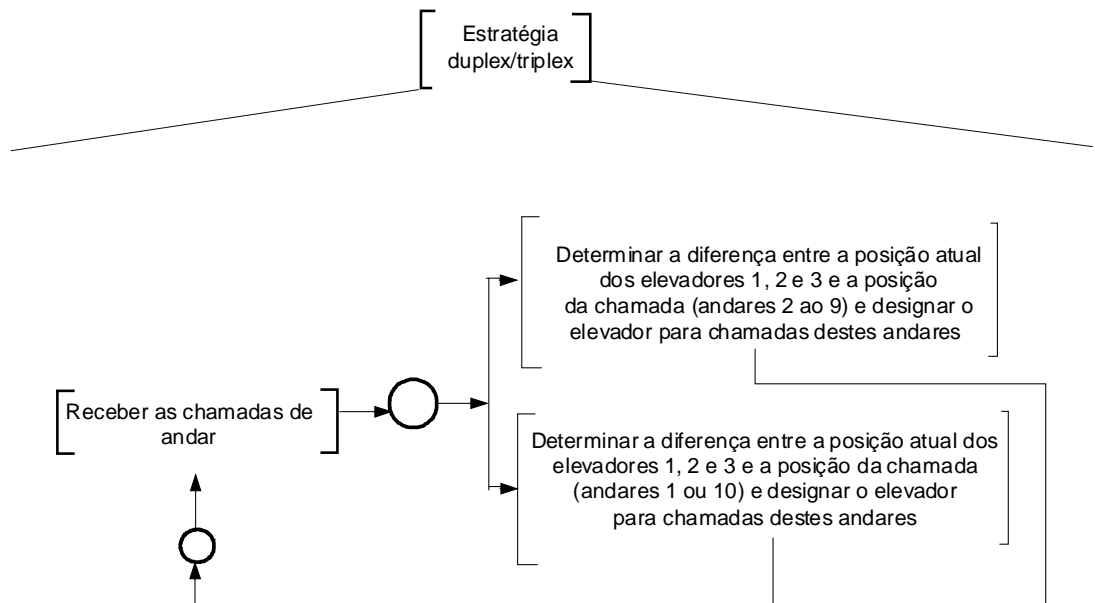 Estratégia
duplex/triplex
Determinar a diferença entre a posição atual
dos elevadores 1, 2 e 3 e a posição
da chamada (andares 2 ao 9) e designar o
elevador para chamadas destes andares
Receber as chamadas de
andar
Determinar a diferença entre a posição atual dos
elevadores 1, 2 e 3 e a posição da chamada
(andares 1 ou 10) e designar o elevador
para chamadas destes andares